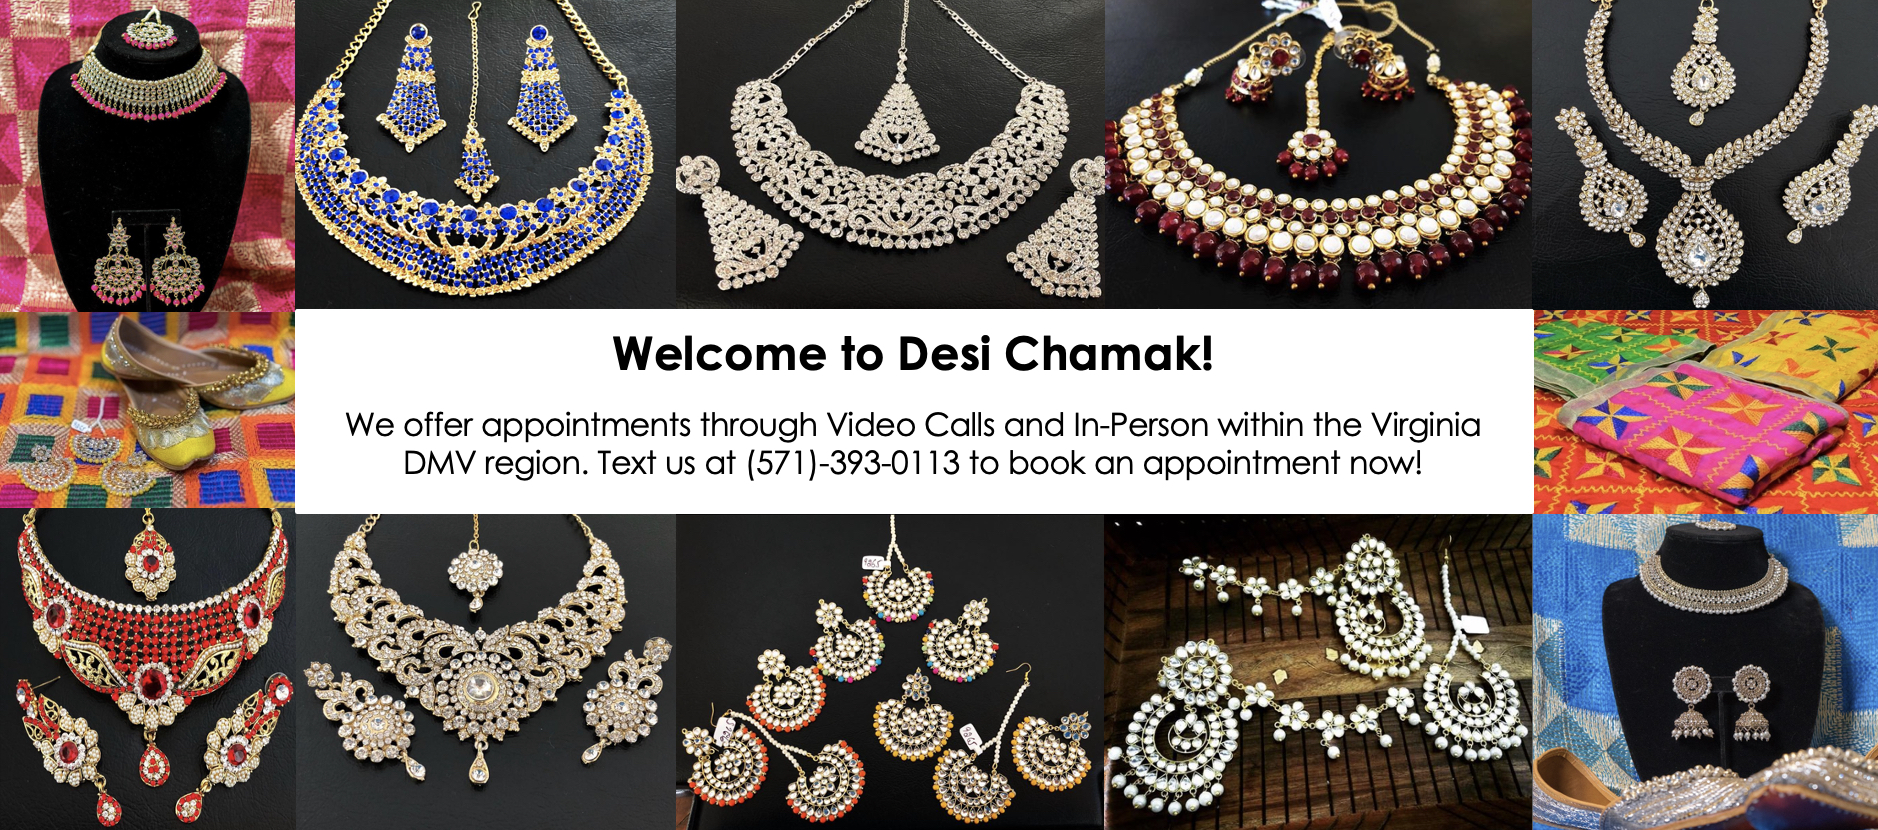 Welcome to Desi Chamak!
We offer appointments through Video Calls and In-Person within the Virginia
DMV region. Text us at (571)-393-0113 to book an appointment now!